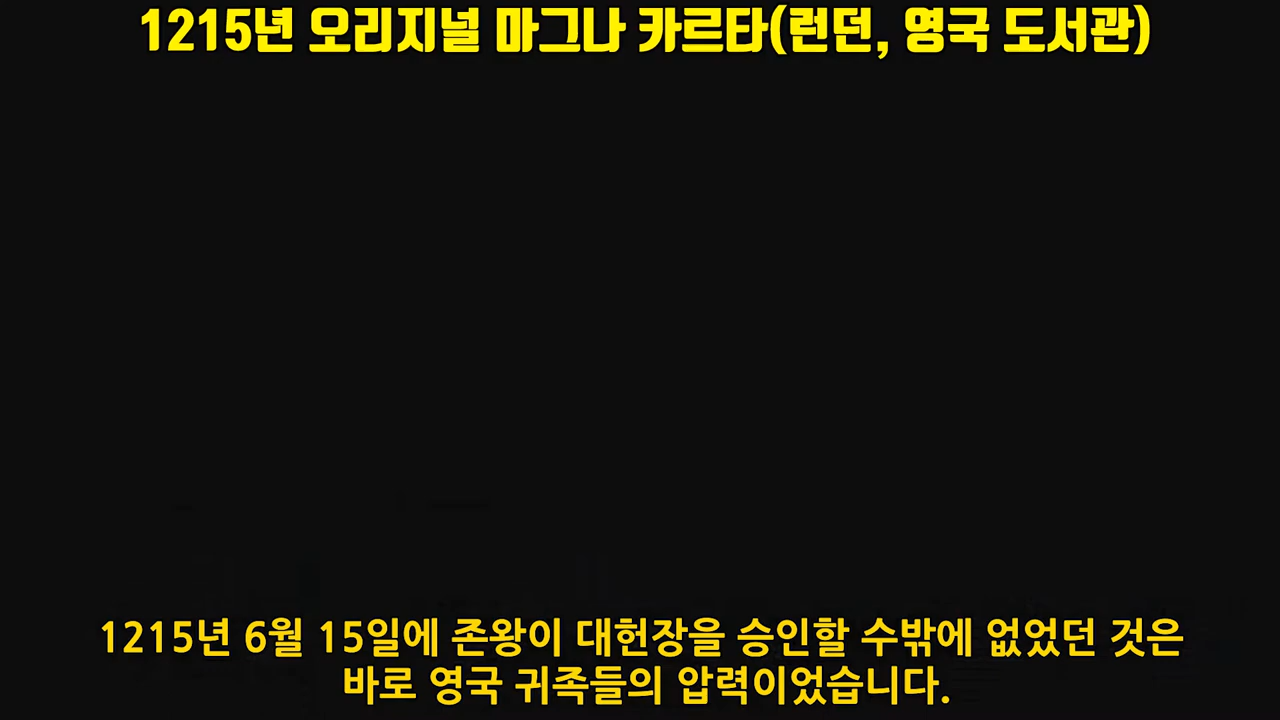 1215년 오리지널 마그나 카르타(런던, 영국 도서관)
1215년 6월 15일에 존왕이 대헌장을 승인할 수밖에 없었던 것은
바로 영국 귀족들의 압력이었습니다.